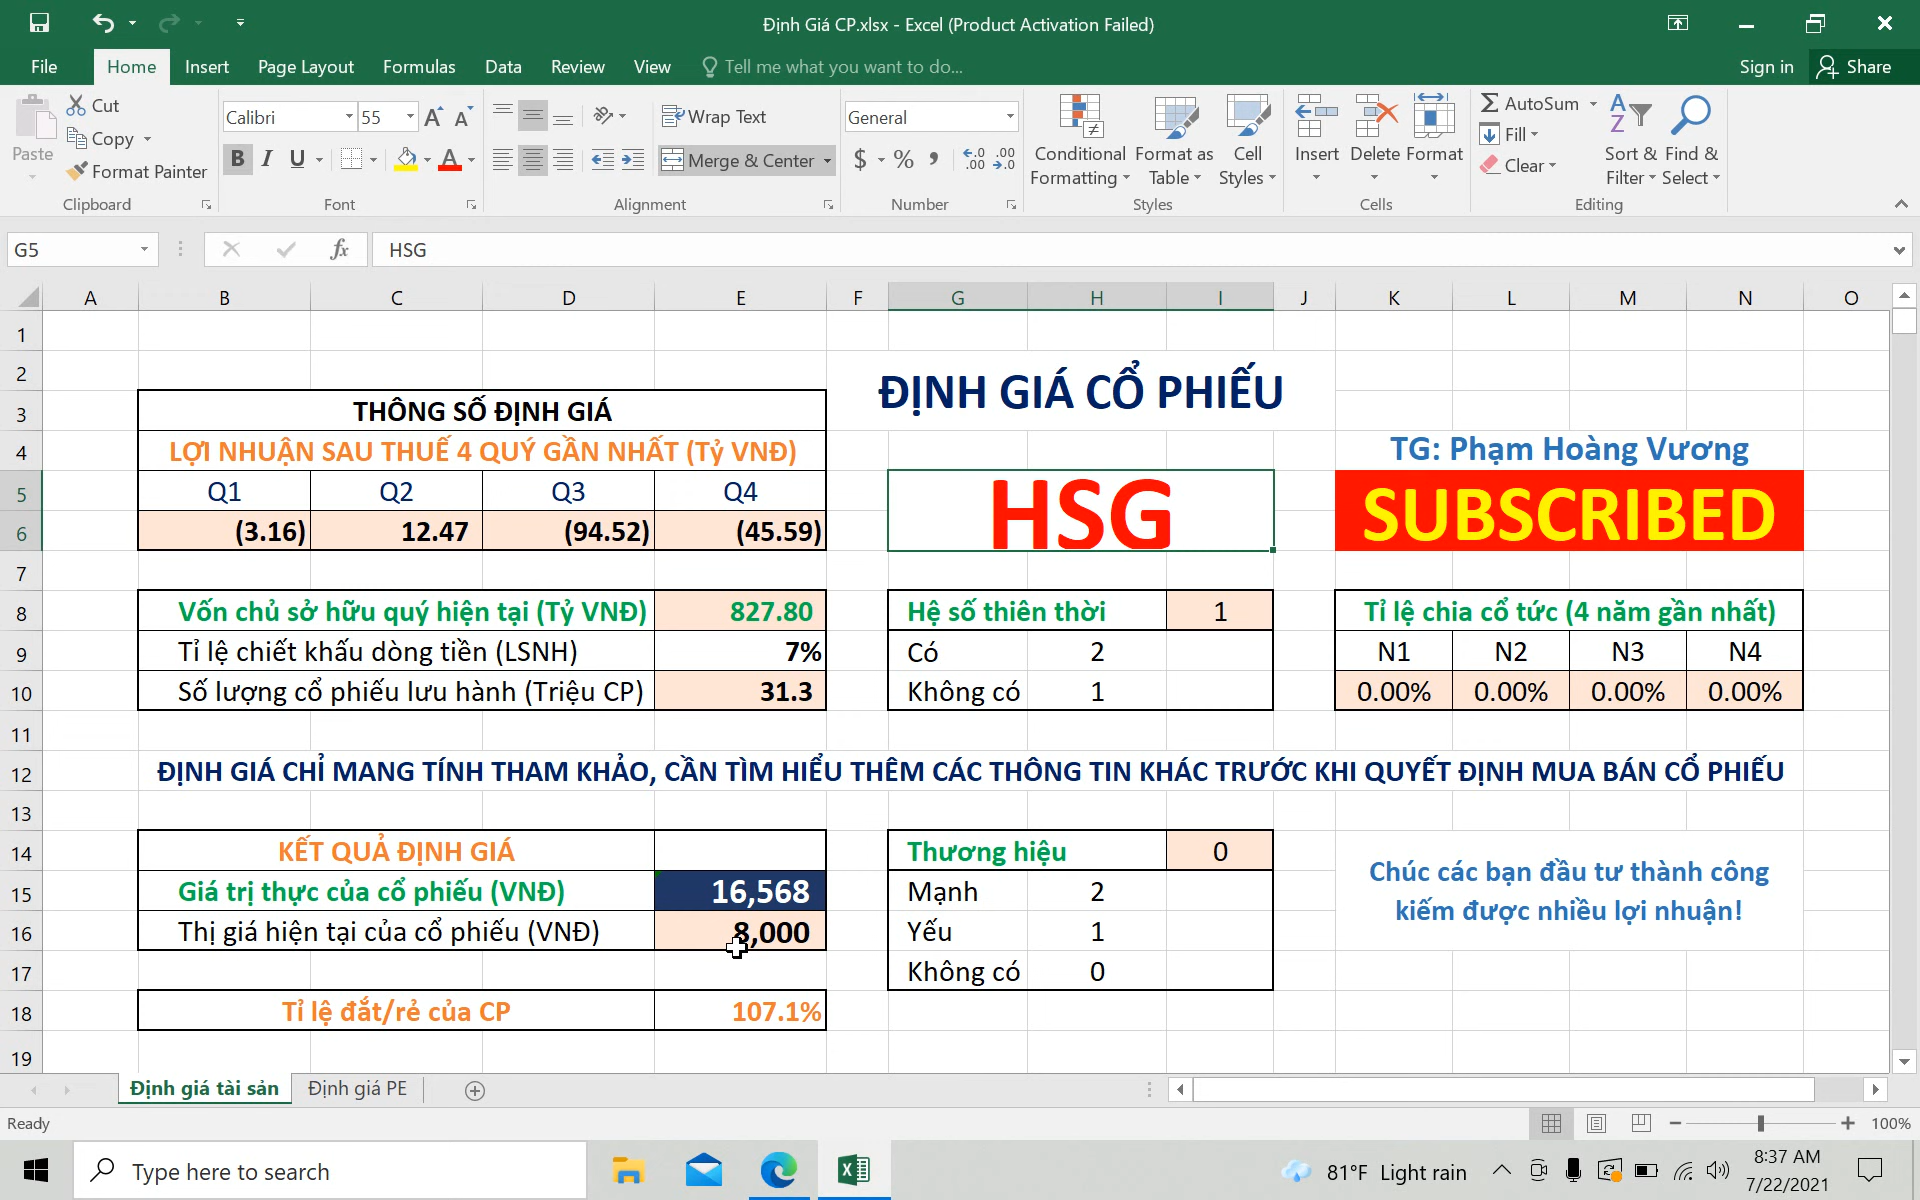 Định Giá CP.xlsx - Excel (Product Activation Failed)
File Home Insert Page Layout Formulas Data Review View Tell me what you want to do... Sign in Share
Paste Cut
Copy
Format Painter
Calibri 55
Wrap Text
Merge & Center
General
Conditional Formatting
Format as Table
Cell Styles
Insert
Delete
Format
AutoSum
Fill
Clear
Sort & Filter
Find & Select
Clipboard Font Alignment Number Styles Cells Editing
G5 fx HSG
A B C D E F G H I J K L M N O
1
2
ĐỊNH GIÁ CỔ PHIẾU
3 THÔNG SỐ ĐỊNH GIÁ
4 LỢI NHUẬN SAU THUẾ 4 QUÝ GẦN NHẤT (Tỷ VNĐ) TG: Phạm Hoàng Vương
5 Q1 Q2 Q3 Q4
HSG SUBSCRIBED
6 (3.16) 12.47 (94.52) (45.59)
7
8 Vốn chủ sở hữu quý hiện tại (Tỷ VNĐ) 827.80 Hệ số thiên thời 1 Tỉ lệ chia cổ tức (4 năm gần nhất)
9 Tỉ lệ chiết khấu dòng tiền (LSNH) 7% Có 2 N1 N2 N3 N4
10 Số lượng cổ phiếu lưu hành (Triệu CP) 31.3 Không có 1 0.00% 0.00% 0.00% 0.00%
11
12 ĐỊNH GIÁ CHỈ MANG TÍNH THAM KHẢO, CẦN TÌM HIỂU THÊM CÁC THÔNG TIN KHÁC TRƯỚC KHI QUYẾT ĐỊNH MUA BÁN CỔ PHIẾU
13
14 KẾT QUẢ ĐỊNH GIÁ Thương hiệu 0
Chúc các bạn đầu tư thành công
15 Giá trị thực của cổ phiếu (VNĐ) 16,568 Mạnh 2
kiếm được nhiều lợi nhuận!
16 Thị giá hiện tại của cổ phiếu (VNĐ) 8,000 Yếu 1
17 Không có 0
18 Tỉ lệ đắt/rẻ của CP 107.1%
19
Định giá tài sản Định giá PE
Ready 100%
Type here to search 81°F Light rain 8:37 AM
7/22/2021